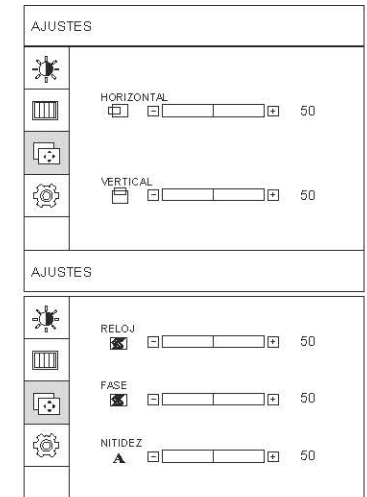 AJUSTES
HORIZONTAL
50
VERTICAL
50
AJUSTES
RELOJ
50
FASE
50
NITIDEZ
A 50